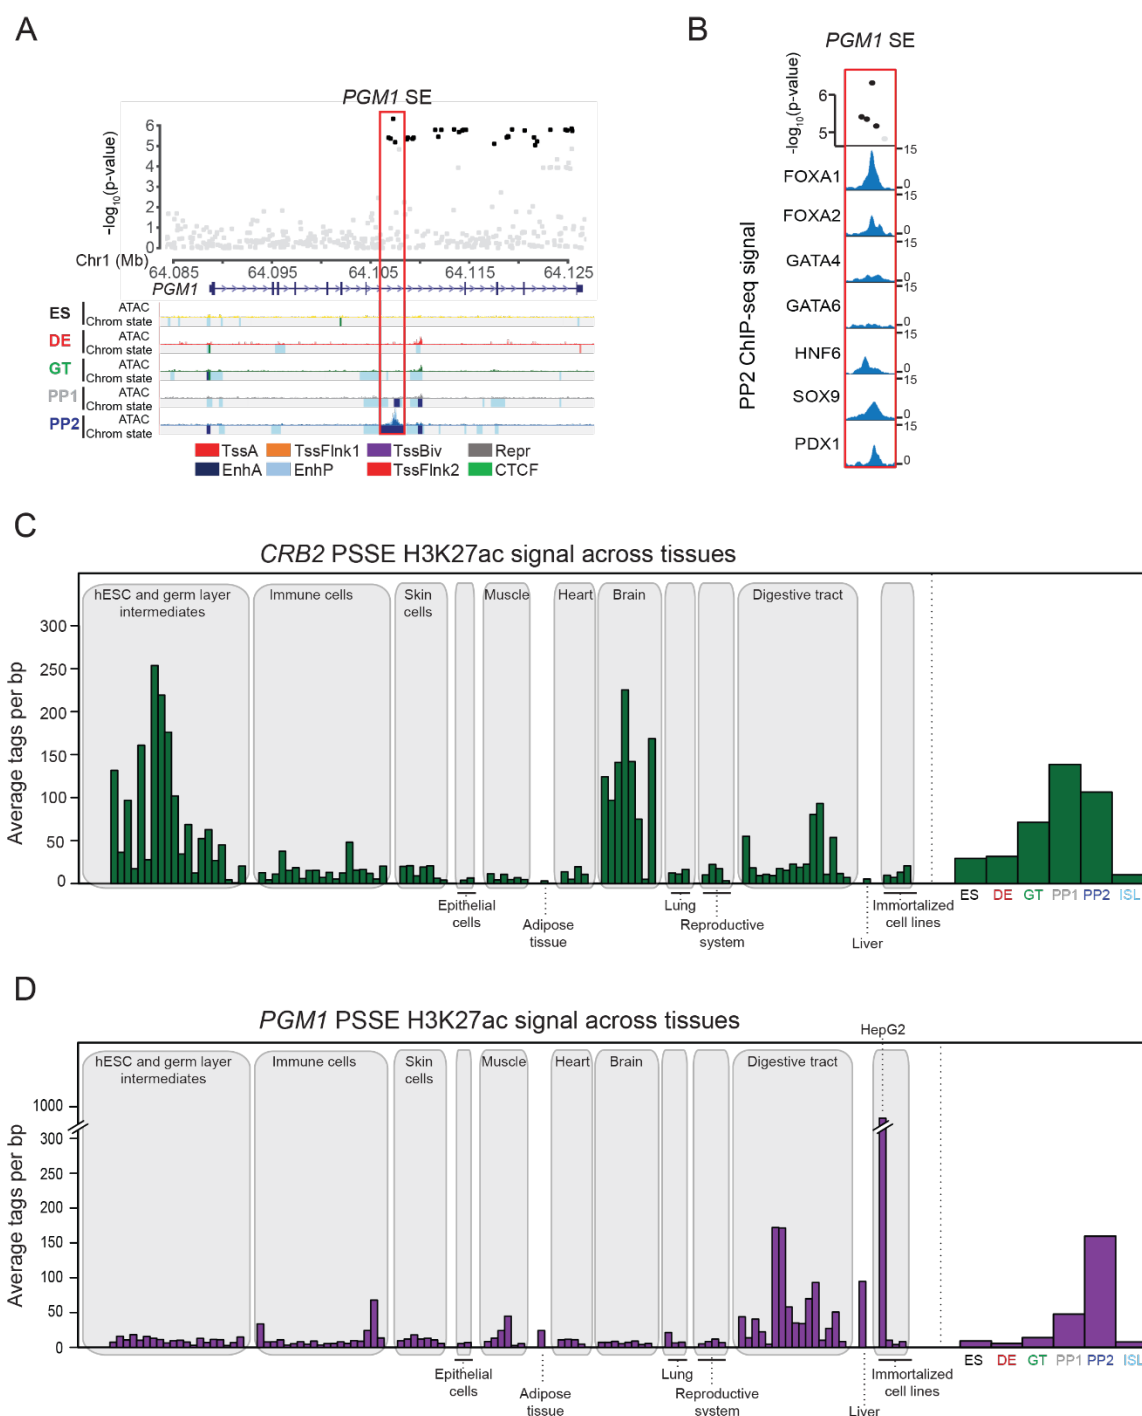 A
PGM1 SE
-log10(p-value)
6
5
4
3
2
1
0
Chr1 (Mb)
64.085 64.095 64.105 64.115 64.125
PGM1
ES ATAC
Chrom state
DE ATAC
Chrom state
GT ATAC
Chrom state
PP1 ATAC
Chrom state
PP2 ATAC
Chrom state
TssA TssFlnk1 TssBiv Repr
EnhA EnhP TssFlnk2 CTCF
B
PGM1 SE
-log10(p-value)
6
5
PP2 ChIP-seq signal
15
FOXA1 0
15
FOXA2 0
15
GATA4 0
15
GATA6 0
15
HNF6 0
15
SOX9 0
15
PDX1 0
C
CRB2 PSSE H3K27ac signal across tissues
hESC and germ layer
intermediates
Immune cells
Skin
cells
Muscle
Heart
Brain
Digestive tract
Average tags per bp
300
250
200
150
100
50
0
ES DE GT PP1 PP2 ISL
Epithelial
cells
Adipose
tissue
Lung
Reproductive
system
Liver
Immortalized
cell lines
D
PGM1 PSSE H3K27ac signal across tissues
HepG2
hESC and germ layer
intermediates
Immune cells
Skin
cells
Muscle
Heart
Brain
Digestive tract
Average tags per bp
1000
300
250
200
150
100
50
0
ES DE GT PP1 PP2 ISL
Epithelial
cells
Adipose
tissue
Lung
Reproductive
system
Liver
Immortalized
cell lines